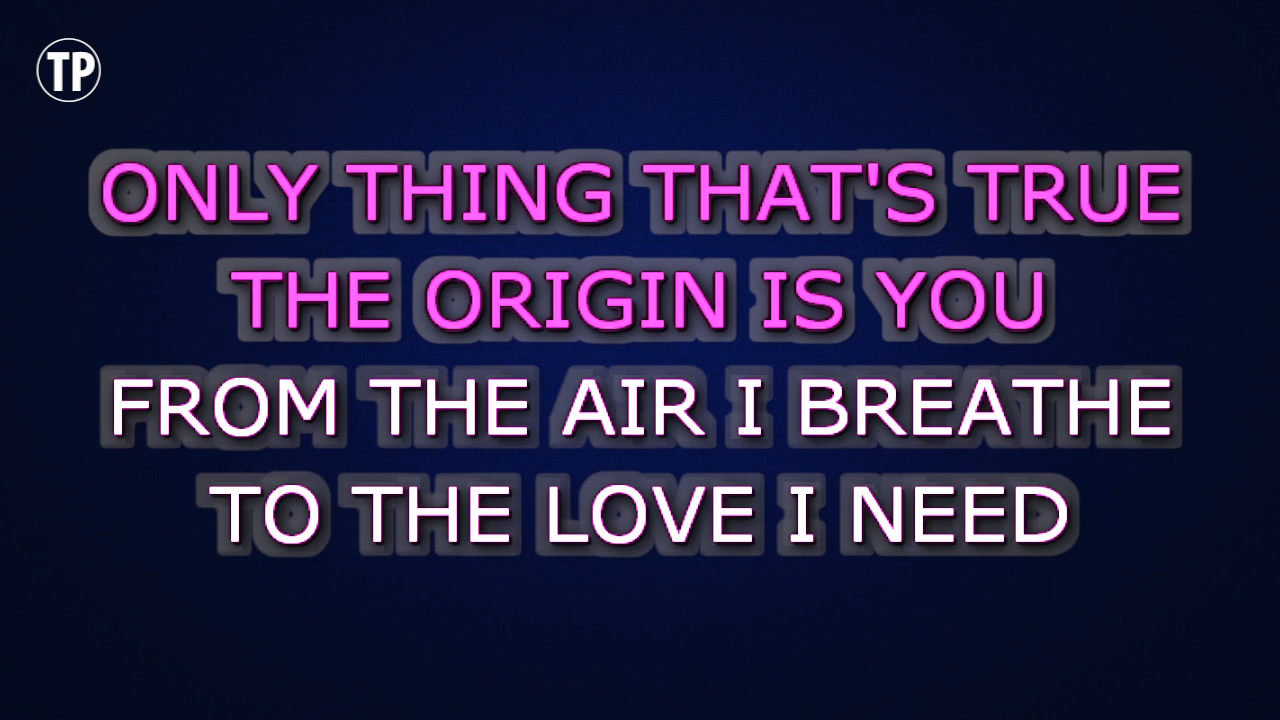 TP
ONLY THING THAT'S TRUE
THE ORIGIN IS YOU
FROM THE AIR I BREATHE
TO THE LOVE I NEED